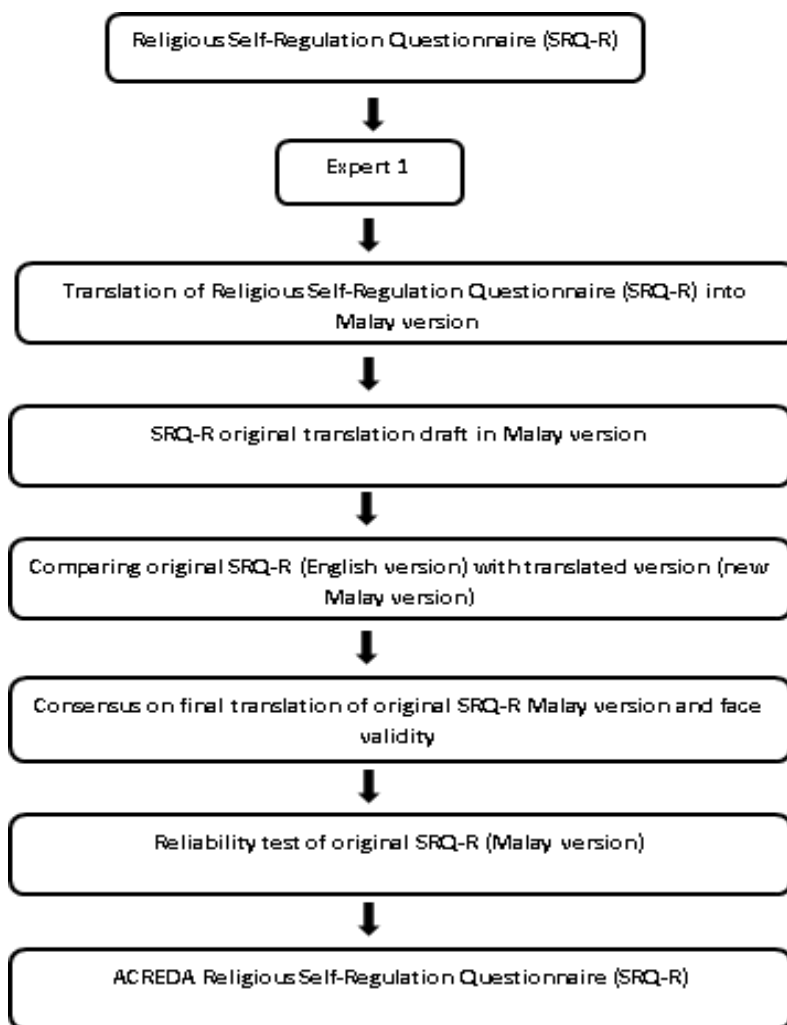 Religious Self-Regulation Questionnaire (SRQ-R)
Expert 1
Translation of Religious Self-Regulation Questionnaire (SRQ-R) into
Malay version
SRQ-R original translation draft in Malay version
Comparing original SRQ-R (English version) with translated version (new
Malay version)
Consensus on final translation of original SRQ-R Malay version and face
validity
Reliability test of original SRQ-R (Malay version)
ACREDA Religious Self-Regulation Questionnaire (SRQ-R)